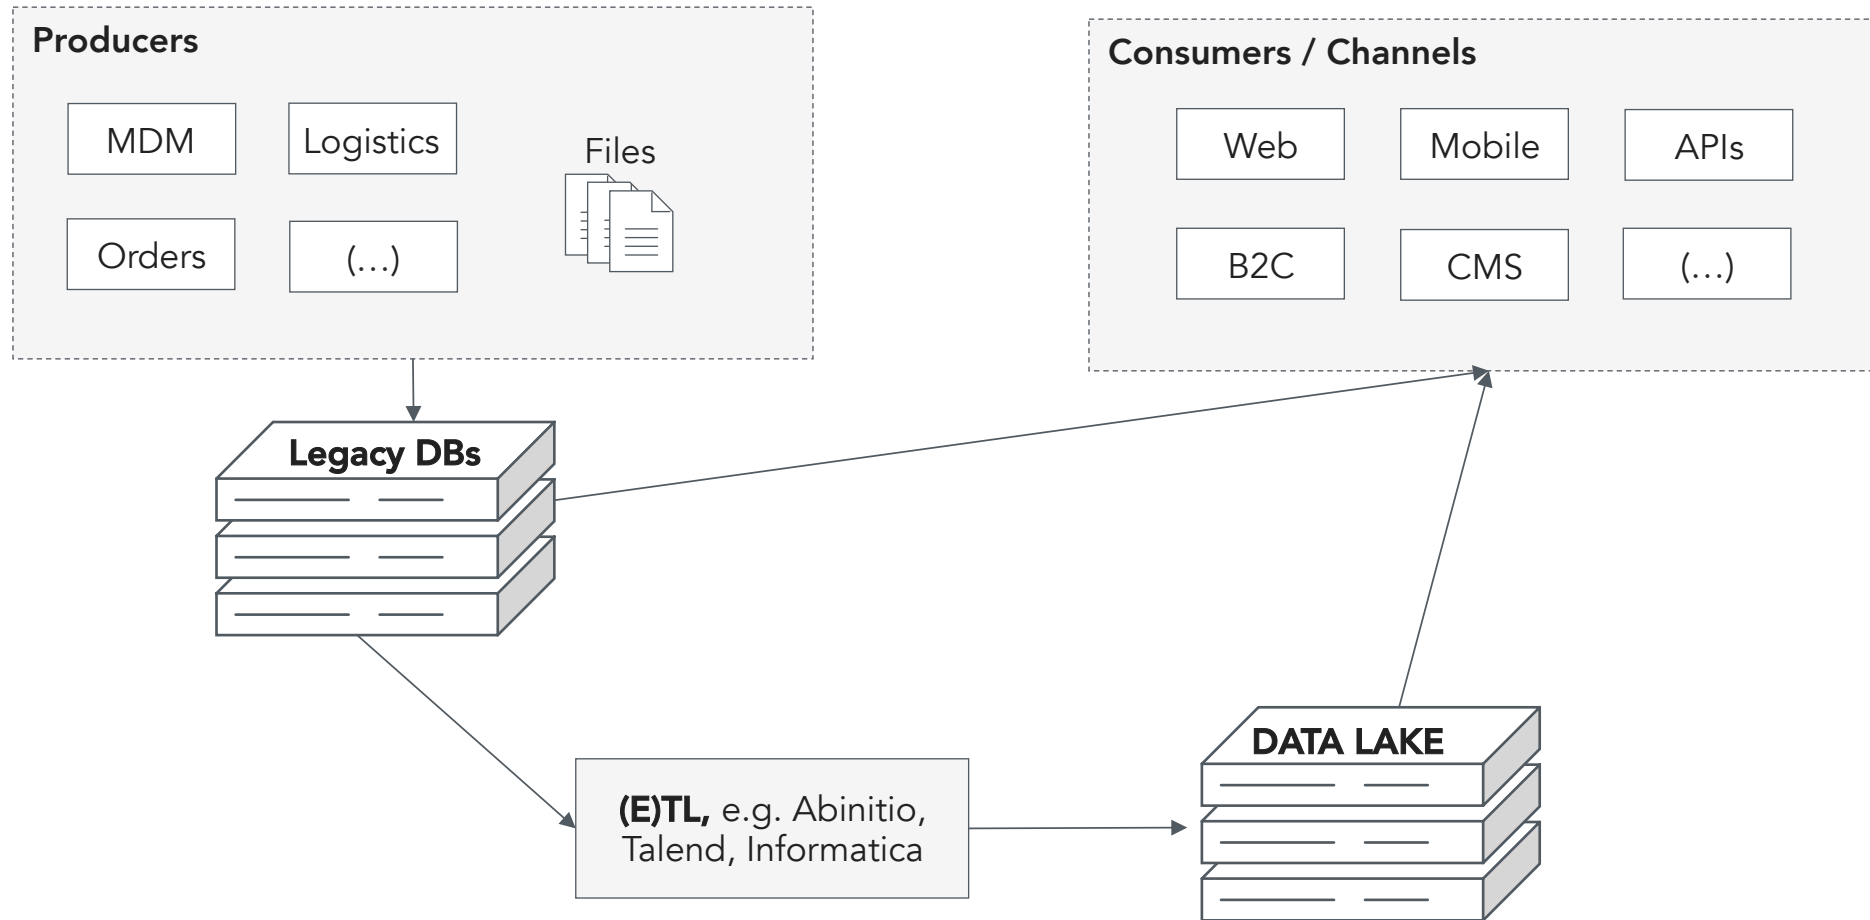 Producers
MDM
Logistics
Files
Orders
(...)
Consumers / Channels
Web
Mobile
APIs
B2C
CMS
(...)
Legacy DBs
(E)TL, e.g. Abinitio,
Talend, Informatica
DATA LAKE